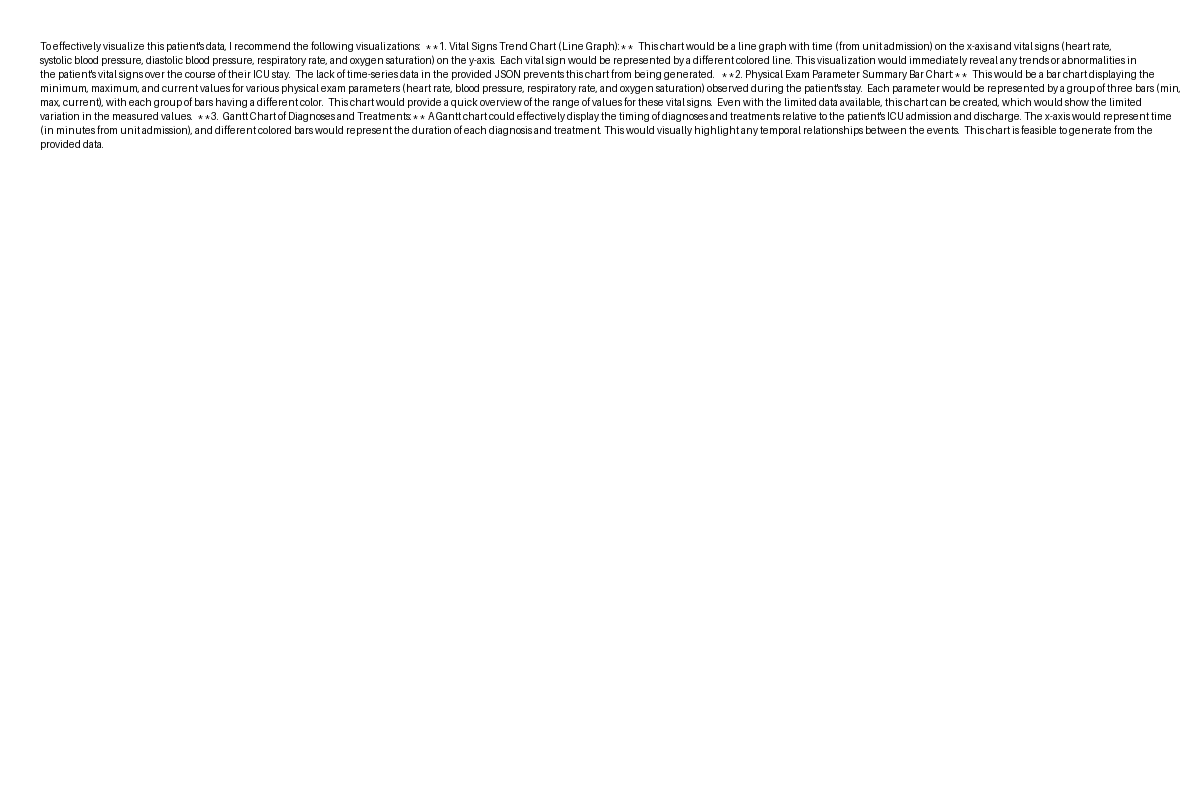 To effectively visualize this patient's data, I recommend the following visualizations:  **1. Vital Signs Trend Chart (Line Graph):**  This chart would be a line graph with time (from unit admission) on the x-axis and vital signs (heart rate,
systolic blood pressure, diastolic blood pressure, respiratory rate, and oxygen saturation) on the y-axis.  Each vital sign would be represented by a different colored line. This visualization would immediately reveal any trends or abnormalities in
the patient's vital signs over the course of their ICU stay.  The lack of time-series data in the provided JSON prevents this chart from being generated.   **2. Physical Exam Parameter Summary Bar Chart:**  This would be a bar chart displaying the
minimum, maximum, and current values for various physical exam parameters (heart rate, blood pressure, respiratory rate, and oxygen saturation) observed during the patient's stay.  Each parameter would be represented by a group of three bars (min,
max, current), with each group of bars having a different color.  This chart would provide a quick overview of the range of values for these vital signs.  Even with the limited data available, this chart can be created, which would show the limited
variation in the measured values.  **3.  Gantt Chart of Diagnoses and Treatments:**  A Gantt chart could effectively display the timing of diagnoses and treatments relative to the patient's ICU admission and discharge. The x-axis would represent time
(in minutes from unit admission), and different colored bars would represent the duration of each diagnosis and treatment. This would visually highlight any temporal relationships between the events.  This chart is feasible to generate from the
provided data.